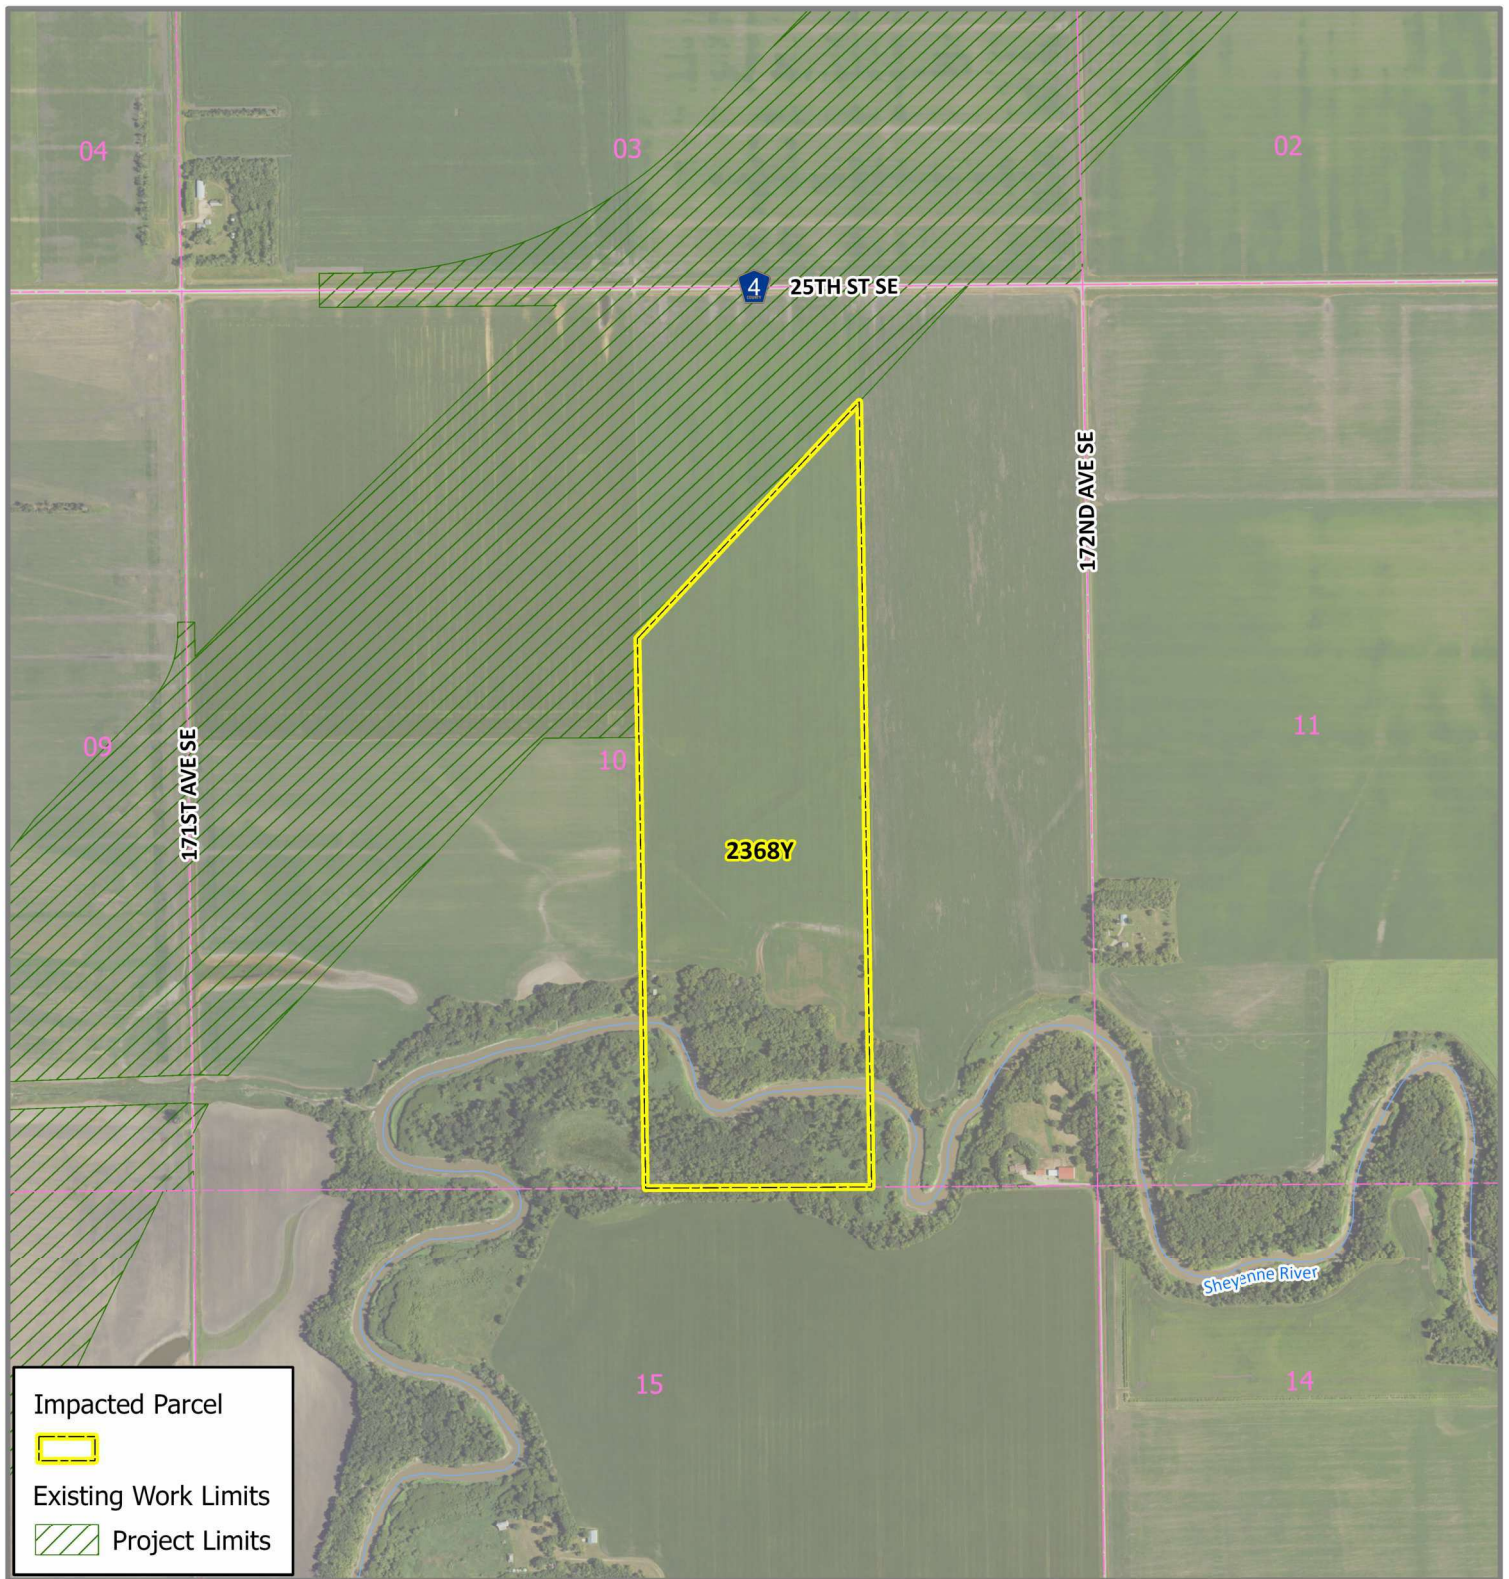 04
03
02
4
COUNTY
25TH ST SE
172ND AVE SE
09
171ST AVE SE
10
11
2368Y
Sheyenne River
15
14
Impacted Parcel
Existing Work Limits
Project Limits